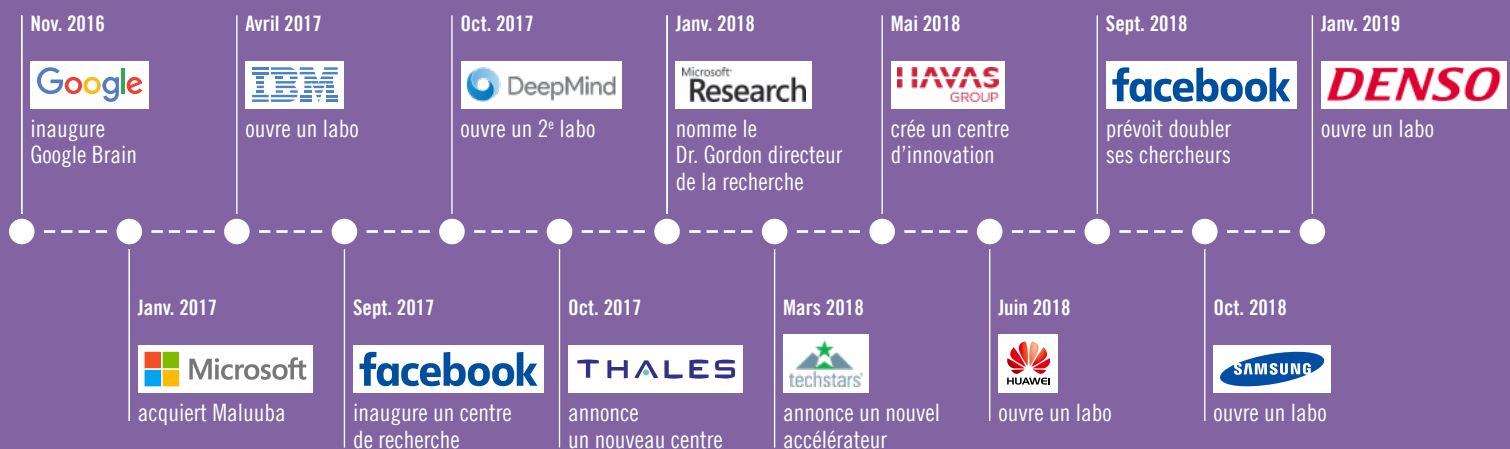 Nov. 2016
Google
inaugure
Google Brain
Janv. 2017
Microsoft
acquiert Maluuba
Avril 2017
IBM
ouvre un labo
Sept. 2017
facebook
inaugure un centre
de recherche
Oct. 2017
DeepMind
ouvre un 2e labo
Oct. 2017
THALES
annonce
un nouveau centre
Janv. 2018
Microsoft
Research
nomme le
Dr. Gordon directeur
de la recherche
Mars 2018
techstars
annonce un nouvel
accélérateur
Mai 2018
HAVAS
GROUP
crée un centre
d'innovation
Juin 2018
HUAWEI
ouvre un labo
Sept. 2018
facebook
prévoit doubler
ses chercheurs
Oct. 2018
SAMSUNG
ouvre un labo
Janv. 2019
DENSO
ouvre un labo